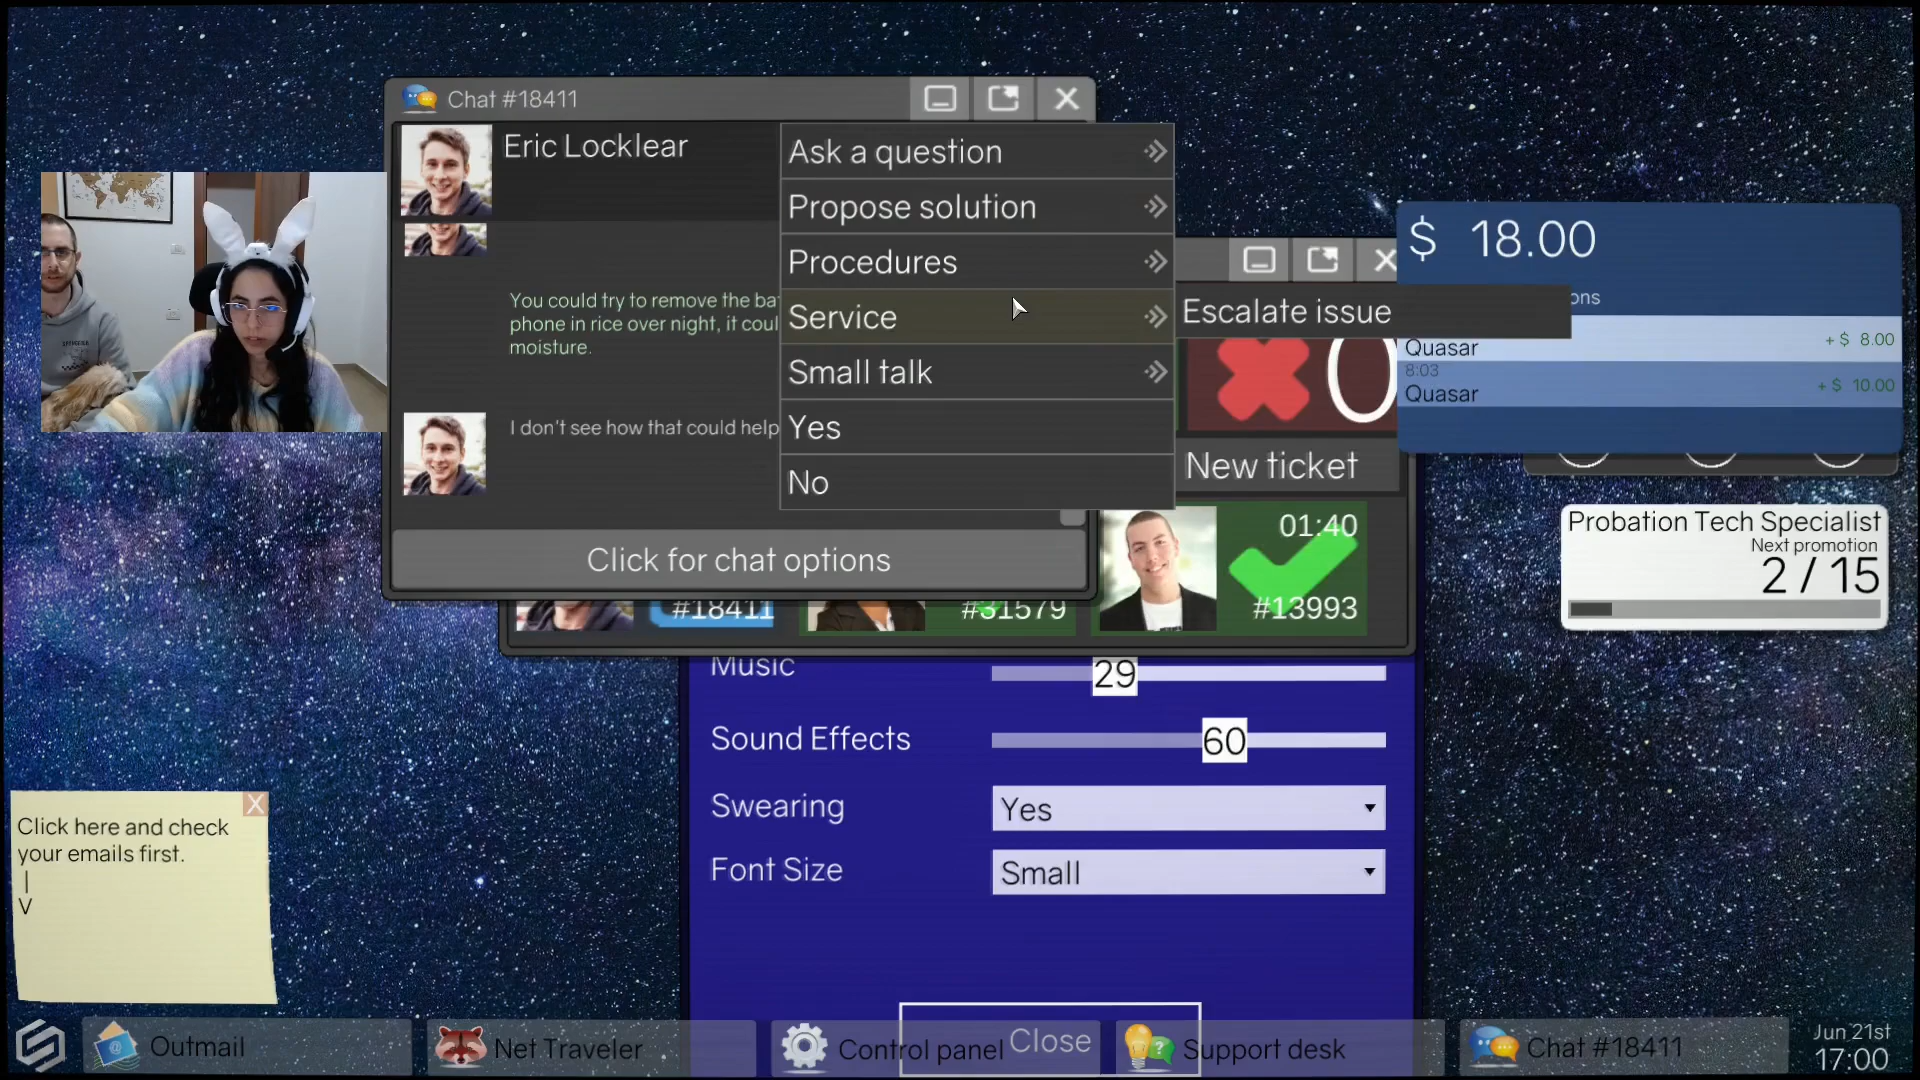 Chat #18411
Eric Locklear
You could try to remove the
phone in rice over night, it
moisture.
I don't see how that could help
Click for chat options
Ask a question
Propose solution
Procedures
Service
Small talk
Yes
No
Escalate issue
0
New ticket
#18411
#31579
01:40
#13993
$ 18.00
Quasar
+ $ 8.00
8:03
Quasar
+ $ 10.00
Probation Tech Specialist
Next promotion
2 / 15
Music
29
Sound Effects
60
Swearing
Yes
Font Size
Small
Close
X
Click here and check
your emails first.
|
V
Outmail
Net Traveler
Control panel
Support desk
Chat #18411
Jun 21st
17:00